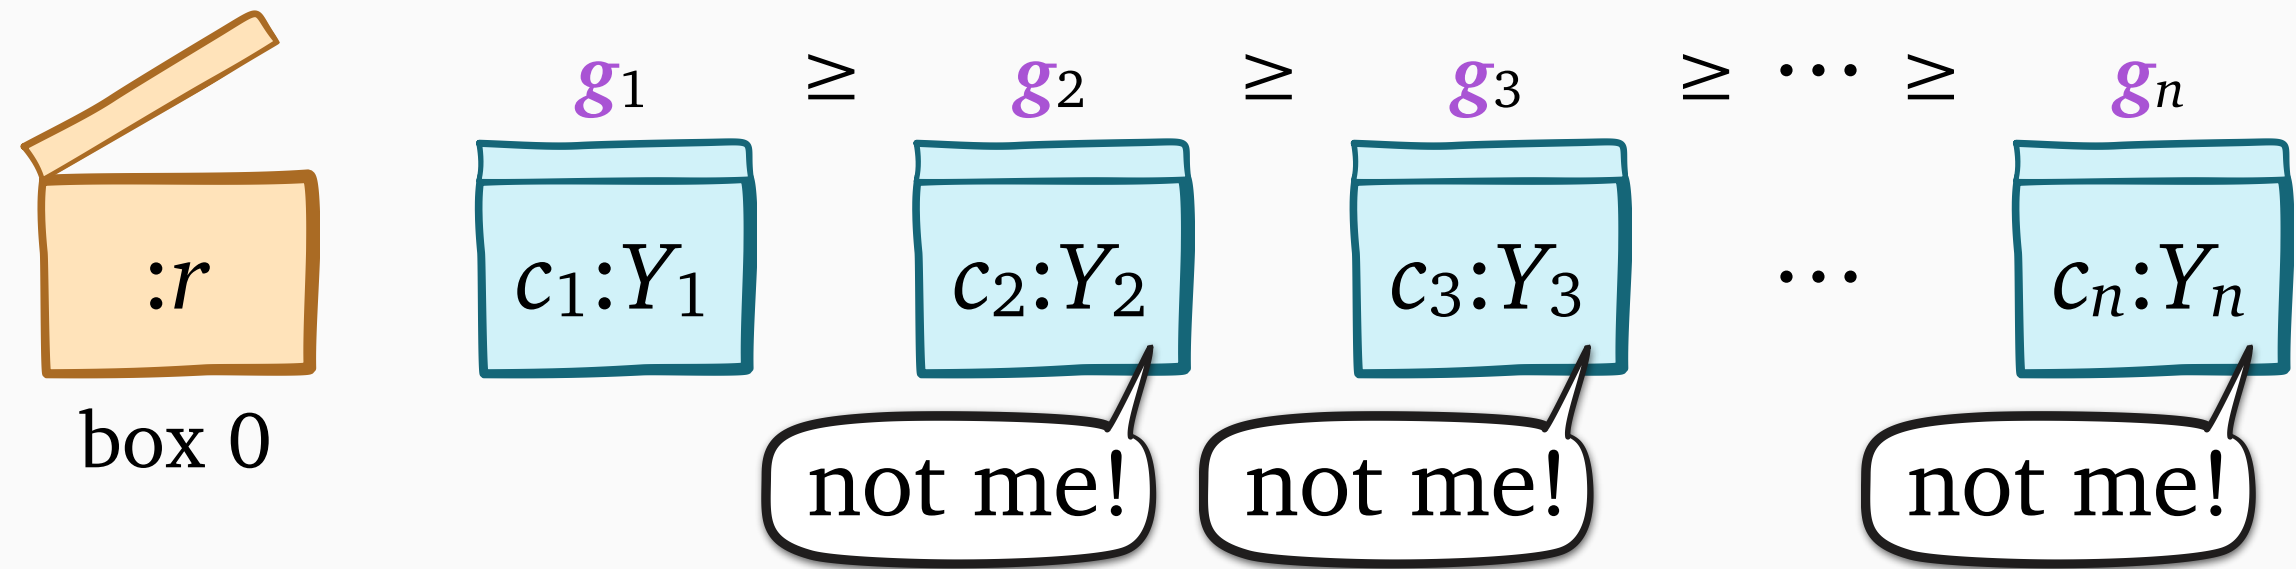 g₁ ≥ g₂ ≥ g₃ ≥ ⋯ ≥ gₙ
:r c₁:Y₁ c₂:Y₂ c₃:Y₃ ⋯ cₙ:Yₙ
box 0
not me! not me! not me!